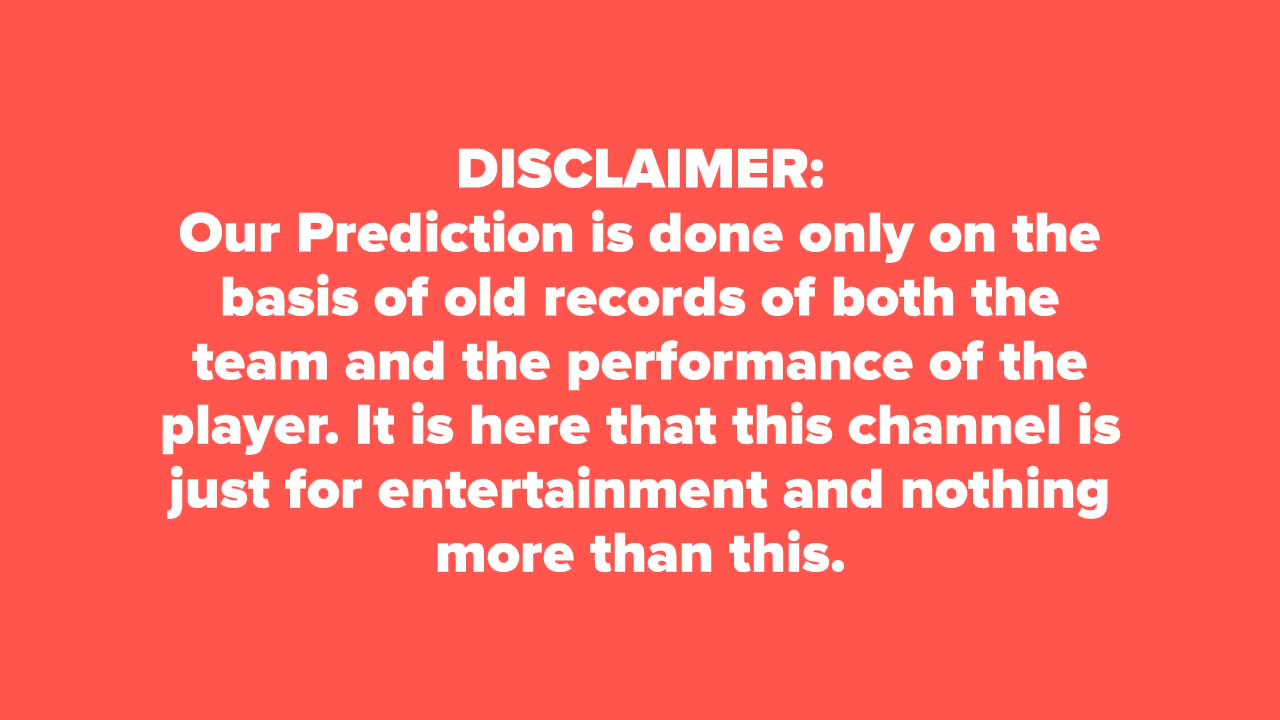 DISCLAIMER:
Our Prediction is done only on the
basis of old records of both the
team and the performance of the
player. It is here that this channel is
just for entertainment and nothing
more than this.